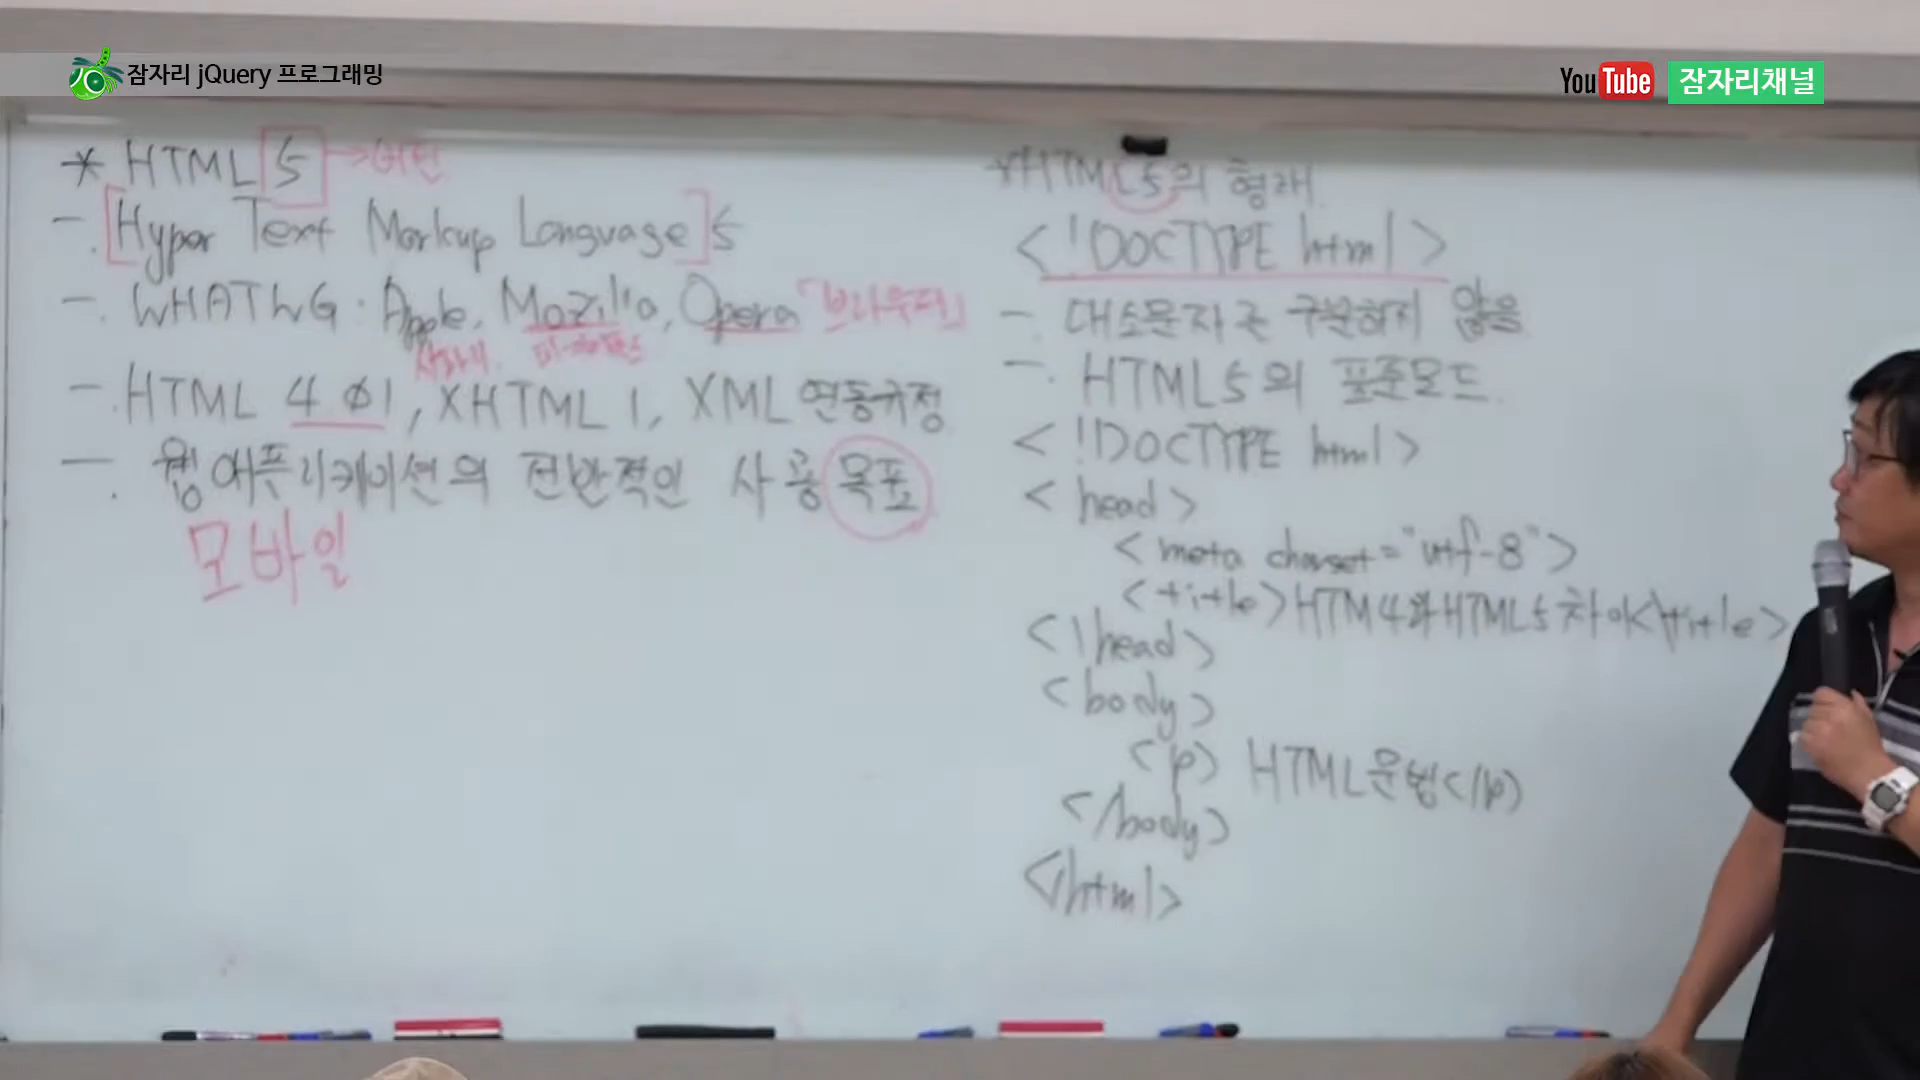 잠자리 jQuery 프로그래밍
YouTube 잠자리채널
* HTML 5 → 버전
-. [Hyper Text Markup Language] 5
-. WHATWG : Apple, Mozilla, Opera 「브라우저」
사파리 파이어폭스
-. HTML 4.01, XHTML 1, XML 연동규정
-. 웹 애플리케이션의 전반적인 사용 목표
모바일
*HTML5의 형태
<!DOCTYPE html>
-. 대소문자는 구분하지 않음
-. HTML5의 표준모드
<!DOCTYPE html>
<head>
<meta charset="utf-8">
<title>HTM4와 HTML5 차이<\title>
</head>
<body>
<p> HTML문법</p>
</body>
</html>